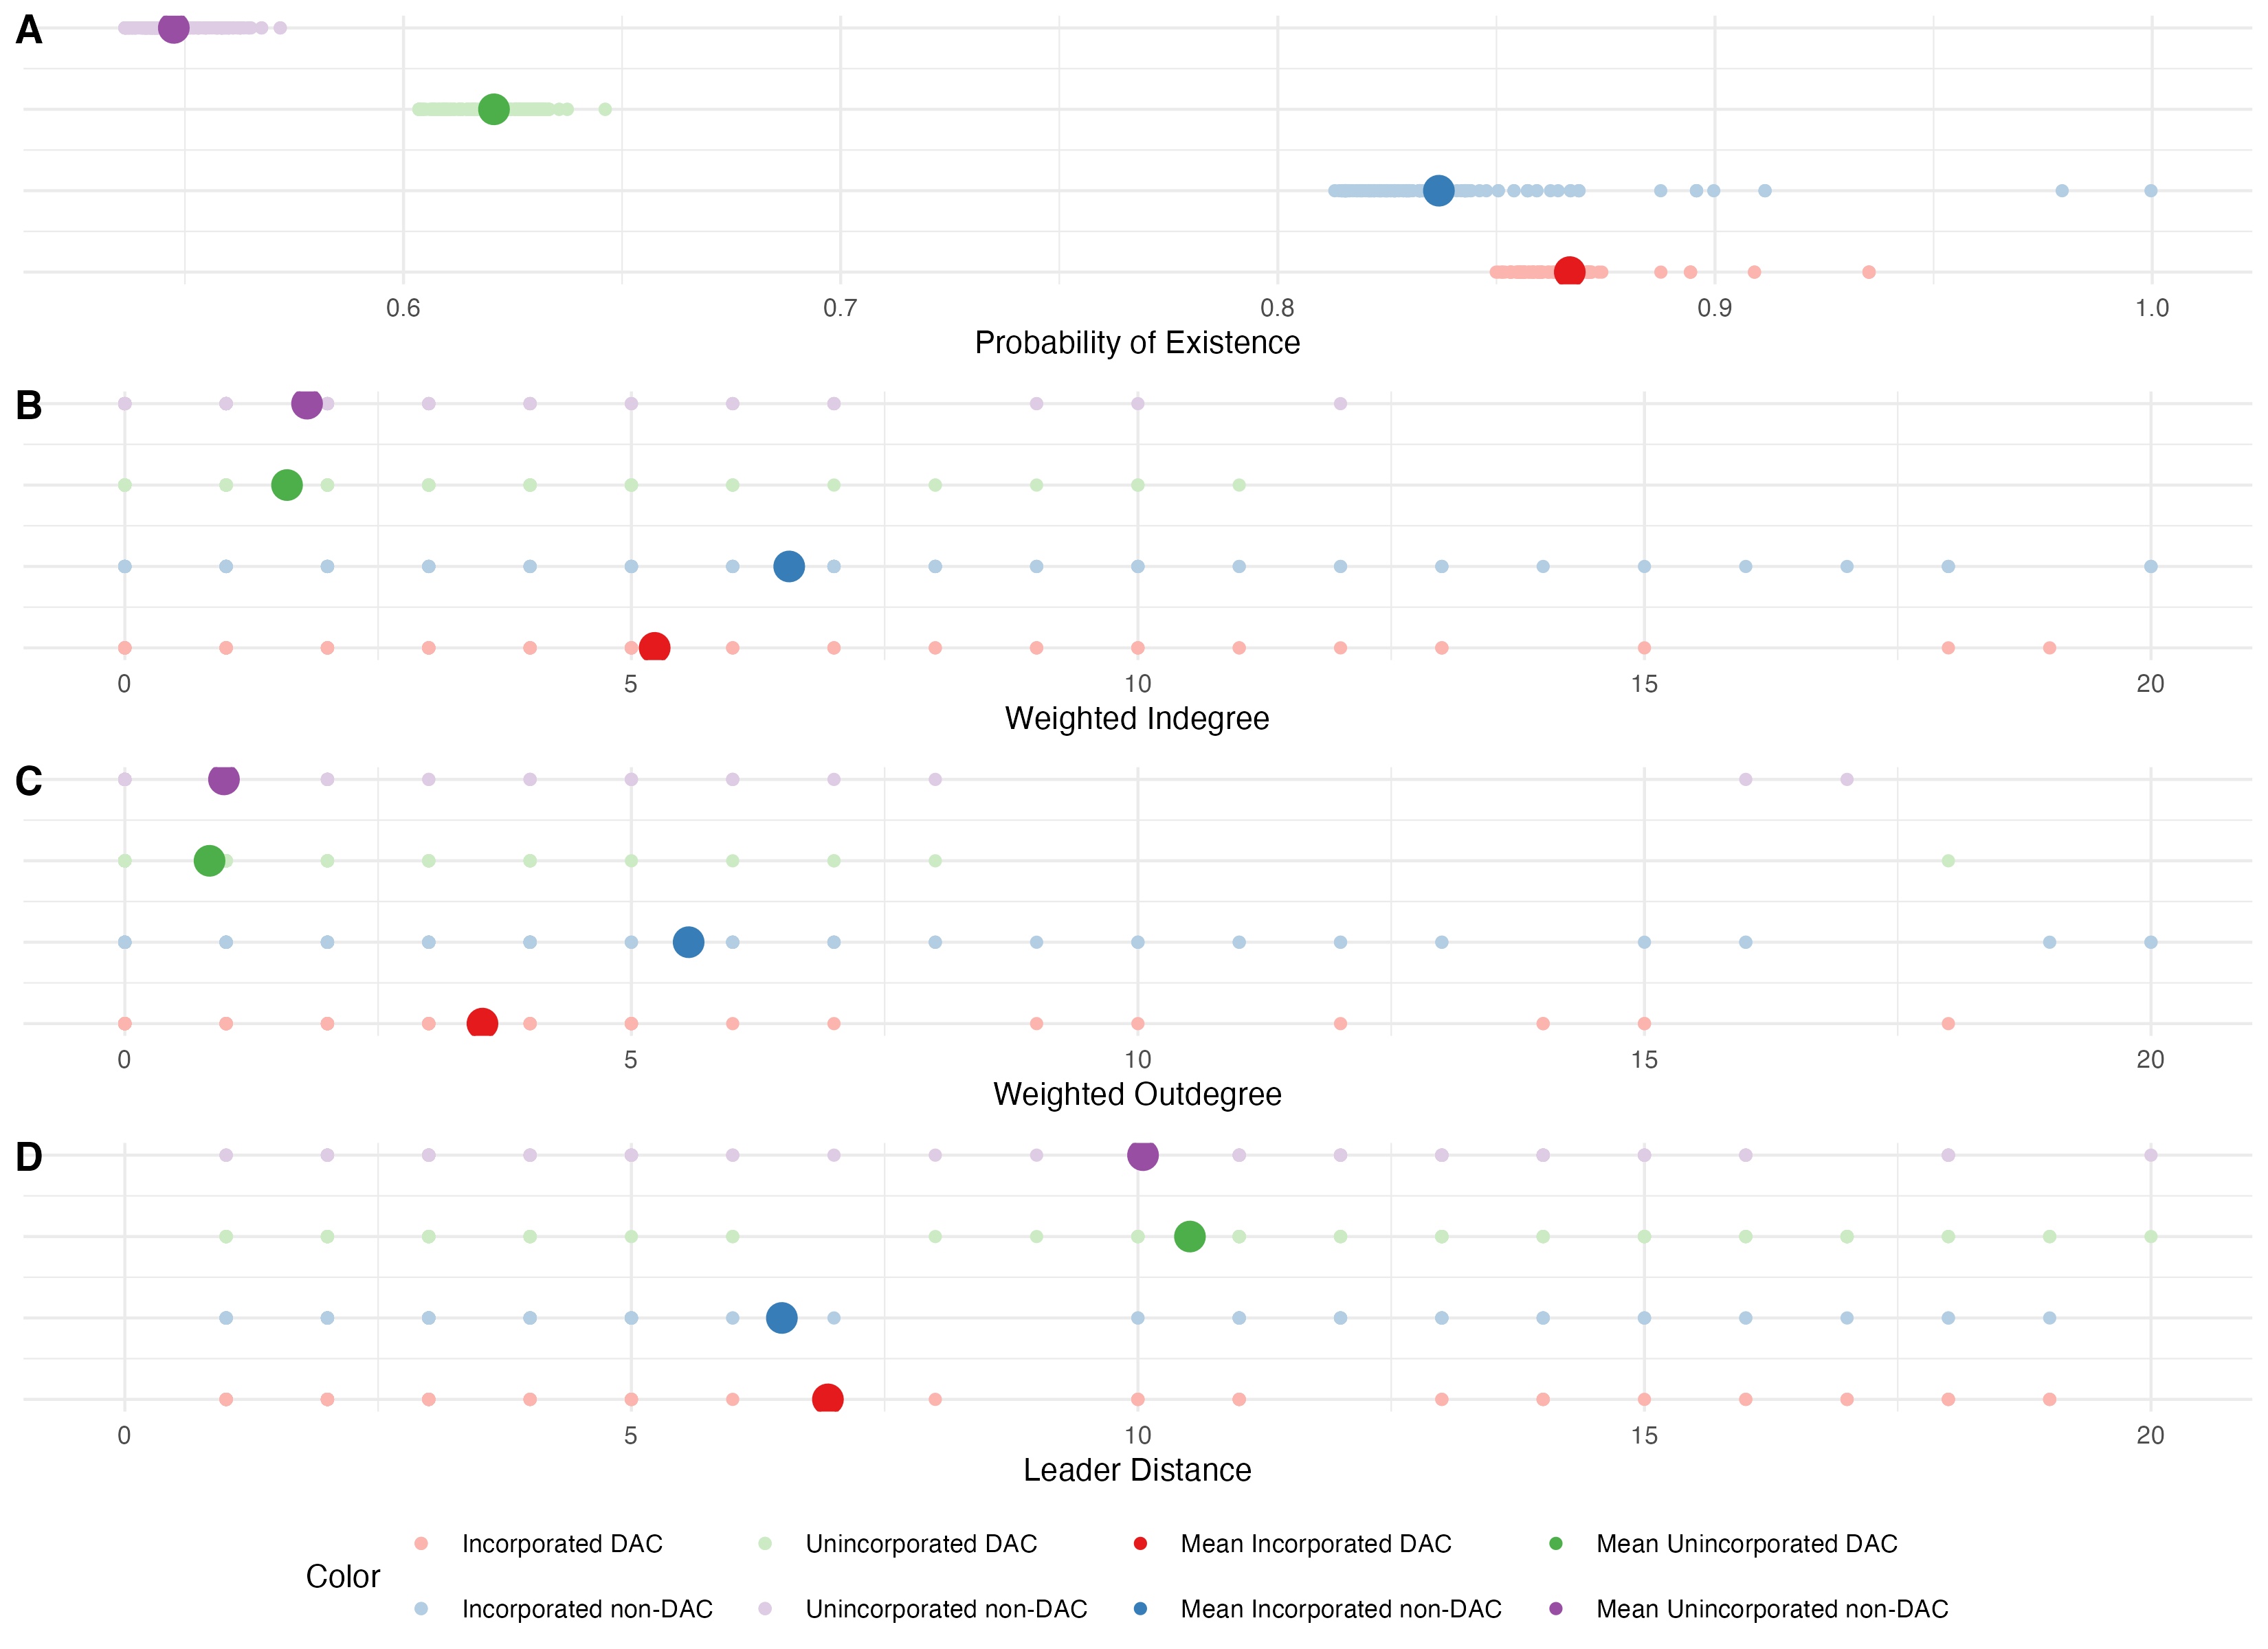 A
0.6 0.7 0.8 0.9 1.0
Probability of Existence
B
0 5 10 15 20
Weighted Indegree
C
0 5 10 15 20
Weighted Outdegree
D
0 5 10 15 20
Leader Distance
Color
Incorporated DAC Unincorporated DAC Mean Incorporated DAC Mean Unincorporated DAC
Incorporated non-DAC Unincorporated non-DAC Mean Incorporated non-DAC Mean Unincorporated non-DAC